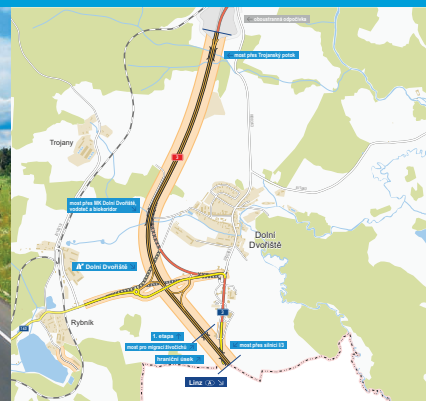 oboustranná odpočívka
most přes Trojanský potok
Trojany
3
most přes MK Dolní Dvořiště,
vodoteč a biokoridor
Dolní
Dvořiště
Dolní Dvořiště
163
Rybník
3
1. etapa
most pro migraci živočichů
hraniční úsek
most přes silnici I/3
Linz A